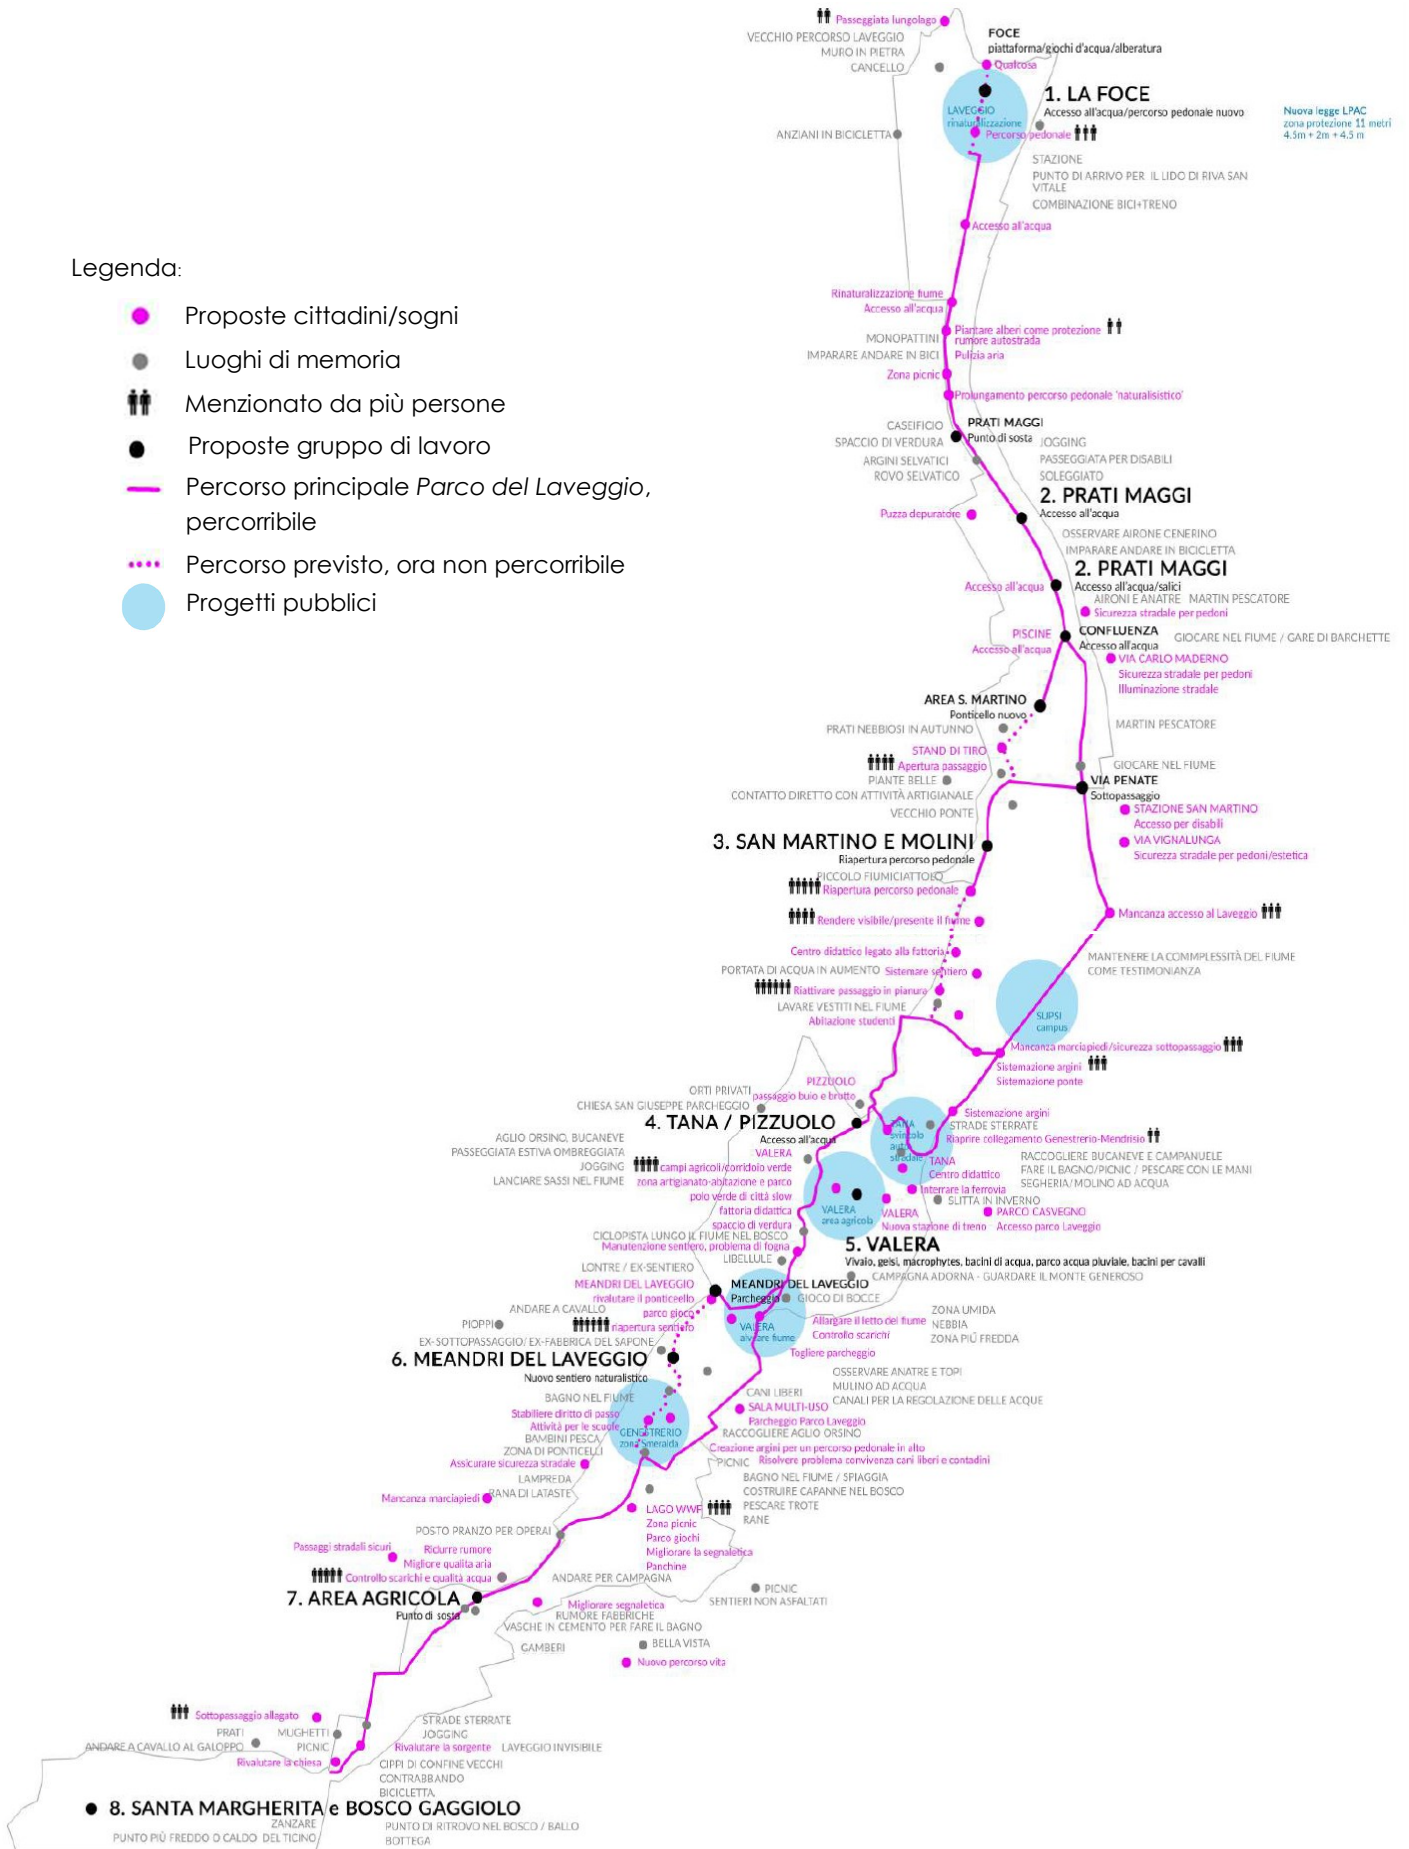 Passeggiata lungolago
VECCHIO PERCORSO LAVEGGIO
MURO IN PIETRA
CANCELLO
FOCE
piattaforma/giochi d'acqua/alberatura
Qualcosa
1. LA FOCE
Accesso all'acqua/percorso pedonale nuovo
LAVEGGIO
rinaturalizzazione
Nuova legge LPAC
zona protezione 11 metri
4.5m + 2m + 4.5 m
ANZIANI IN BICICLETTA
Percorso pedonale
STAZIONE
PUNTO DI ARRIVO PER IL LIDO DI RIVA SAN
VITALE
COMBINAZIONE BICI+TRENO
Accesso all'acqua
Legenda:
Proposte cittadini/sogni
Luoghi di memoria
Menzionato da più persone
Proposte gruppo di lavoro
Percorso principale Parco del Laveggio,
percorribile
Percorso previsto, ora non percorribile
Progetti pubblici
Rinaturalizzazione fiume
Accesso all'acqua
Piantare alberi come protezione
rumore autostrada
Pulizia aria
MONOPATTINI
IMPARARE ANDARE IN BICI
Zona picnic
Prolungamento percorso pedonale 'naturalisistico'
CASEIFICIO
SPACCIO DI VERDURA
ARGINI SELVATICI
ROVO SELVATICO
PRATI MAGGI
Punto di sosta
JOGGING
PASSEGGIATA PER DISABILI
SOLEGGIATO
2. PRATI MAGGI
Accesso all'acqua
Puzza depuratore
OSSERVARE AIRONE CENERINO
IMPARARE ANDARE IN BICICLETTA
2. PRATI MAGGI
Accesso all'acqua/salici
Accesso all'acqua
AIRONI E ANATRE MARTIN PESCATORE
Sicurezza stradale per pedoni
CONFLUENZA
Accesso all'acqua
GIOCARE NEL FIUME / GARE DI BARCHETTE
PISCINE
Accesso all'acqua
VIA CARLO MADERNO
Sicurezza stradale per pedoni
Illuminazione stradale
AREA S. MARTINO
Ponticello nuovo
PRATI NEBBIOSI IN AUTUNNO
MARTIN PESCATORE
STAND DI TIRO
Apertura passaggio
PIANTE BELLE
CONTATTO DIRETTO CON ATTIVITÀ ARTIGIANALE
VECCHIO PONTE
GIOCARE NEL FIUME
VIA PENATE
Sottopassaggio
STAZIONE SAN MARTINO
Accesso per disabili
VIA VIGNALUNGA
Sicurezza stradale per pedoni/estetica
3. SAN MARTINO E MOLINI
Riapertura percorso pedonale
PICCOLO FIUMICIATTOLO
Riapertura percorso pedonale
Rendere visibile/presente il fiume
Mancanza accesso al Laveggio
Centro didattico legato alla fattoria
PORTATA DI ACQUA IN AUMENTO
Sistemare sentiero
MANTENERE LA COMMPLESSITÀ DEL FIUME
COME TESTIMONIANZA
Riattivare passaggio in pianura
LAVARE VESTITI NEL FIUME
Abitazione studenti
SUPSI
campus
Mancanza marciapiedi/sicurezza sottopassaggio
Sistemazione argini
Sistemazione ponte
PIZZUOLO
passaggio buio e brutto
ORTI PRIVATI
CHIESA SAN GIUSEPPE PARCHEGGIO
4. TANA / PIZZUOLO
Accesso all'acqua
TANA
svincolo
auto
stradale
Sistemazione argini
STRADE STERRATE
Riaprire collegamento Genestrerio-Mendrisio
AGLIO ORSINO, BUCANEVE
PASSEGGIATA ESTIVA OMBREGGIATA
JOGGING
LANCIARE SASSI NEL FIUME
VALERA
campi agricoli/corridoio verde
zona artigianato-abitazione e parco
polo verde di città slow
fattoria didattica
spaccio di verdura
TANA
Centro didattico
Interrare la ferrovia
RACCOGLIERE BUCANEVE E CAMPANUELE
FARE IL BAGNO/PICNIC / PESCARE CON LE MANI
SEGHERIA/MOLINO AD ACQUA
SLITTA IN INVERNO
VALERA
area agricola
VALERA
Nuova stazione di treno
PARCO CASVEGNO
Accesso parco Laveggio
CICLOPISTA LUNGO IL FIUME NEL BOSCO
Manutenzione sentiero, problema di fogna
LIBELLULE
5. VALERA
Vivaio, gelsi, macrophytes, bacini di acqua, parco acqua pluviale, bacini per cavalli
CAMPAGNA ADORNA - GUARDARE IL MONTE GENEROSO
LONTRE / EX-SENTIERO
MEANDRI DEL LAVEGGIO
rivalutare il ponticello
parco gioco
riapertura sentiero
MEANDRI DEL LAVEGGIO
Parcheggio
GIOCO DI BOCCE
ANDARE A CAVALLO
PIOPPI
EX-SOTTOPASSAGGIO/ EX-FABBRICA DEL SAPONE
VALERA
alveare fiume
Allargare il letto del fiume
Controllo scarichi
Togliere parcheggio
ZONA UMIDA
NEBBIA
ZONA PIÚ FREDDA
6. MEANDRI DEL LAVEGGIO
Nuovo sentiero naturalistico
OSSERVARE ANATRE E TOPI
MULINO AD ACQUA
CANALI PER LA REGOLAZIONE DELLE ACQUE
BAGNO NEL FIUME
CANI LIBERI
SALA MULTI-USO
Parcheggio Parco Laveggio
Stabiliere diritto di passo
Attività per le scuole
GENESTRERIO
zona Smeralda
RACCOGLIERE AGLIO ORSINO
BAMBINI PESCA
ZONA DI PONTICELLI
Creazione argini per un percorso pedonale in alto
PICNIC
Risolvere problema convivenza cani liberi e contadini
Assicurare sicurezza stradale
LAMPREDA
RANA DI LATASTE
Mancanza marciapiedi
BAGNO NEL FIUME / SPIAGGIA
COSTRUIRE CAPANNE NEL BOSCO
PESCARE TROTE
RANE
LAGO WWF
Zona picnic
Parco giochi
Migliorare la segnaletica
Panchine
POSTO PRANZO PER OPERAI
Passaggi stradali sicuri
Ridurre rumore
Migliore qualita aria
Controllo scarichi e qualità acqua
ANDARE PER CAMPAGNA
7. AREA AGRICOLA
Punto di sosta
PICNIC
SENTIERI NON ASFALTATI
Migliorare segnaletica
RUMORE FABBRICHE
VASCHE IN CEMENTO PER FARE IL BAGNO
GAMBERI
BELLA VISTA
Nuovo percorso vita
Sottopassaggio allagato
PRATI
MUGHETTI
ANDARE A CAVALLO AL GALOPPO
PICNIC
Rivalutare la chiesa
STRADE STERRATE
JOGGING
Rivalutare la sorgente
LAVEGGIO INVISIBILE
CIPPI DI CONFINE VECCHI
CONTRABBANDO
BICICLETTA
8. SANTA MARGHERITA e BOSCO GAGGIOLO
ZANZARE
PUNTO PIÙ FREDDO O CALDO DEL TICINO
PUNTO DI RITROVO NEL BOSCO / BALLO
BOTTEGA